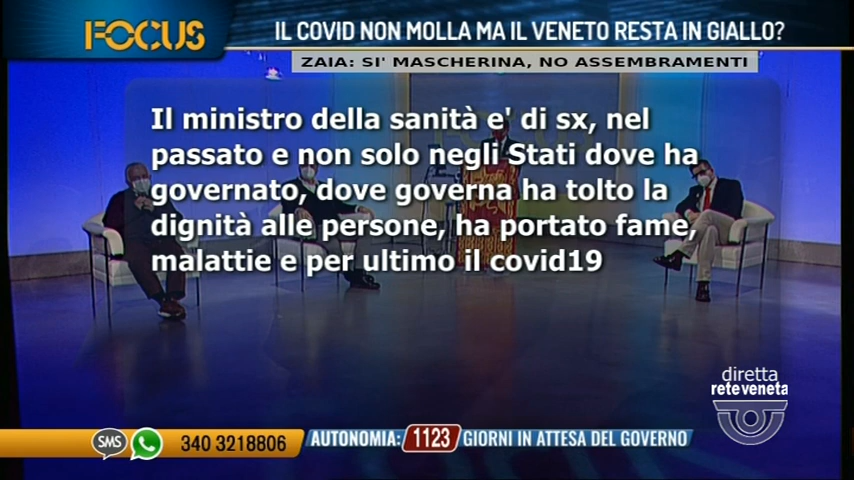 FOCUS
IL COVID NON MOLLA MA IL VENETO RESTA IN GIALLO?
ZAIA: SI' MASCHERINA, NO ASSEMBRAMENTI
Il ministro della sanità e' di sx, nel
passato e non solo negli Stati dove ha
governato, dove governa ha tolto la
dignità alle persone, ha portato fame,
malattie e per ultimo il covid19
diretta
reteveneta
SMS 340 3218806 AUTONOMIA: 1123 GIORNI IN ATTESA DEL GOVERNO